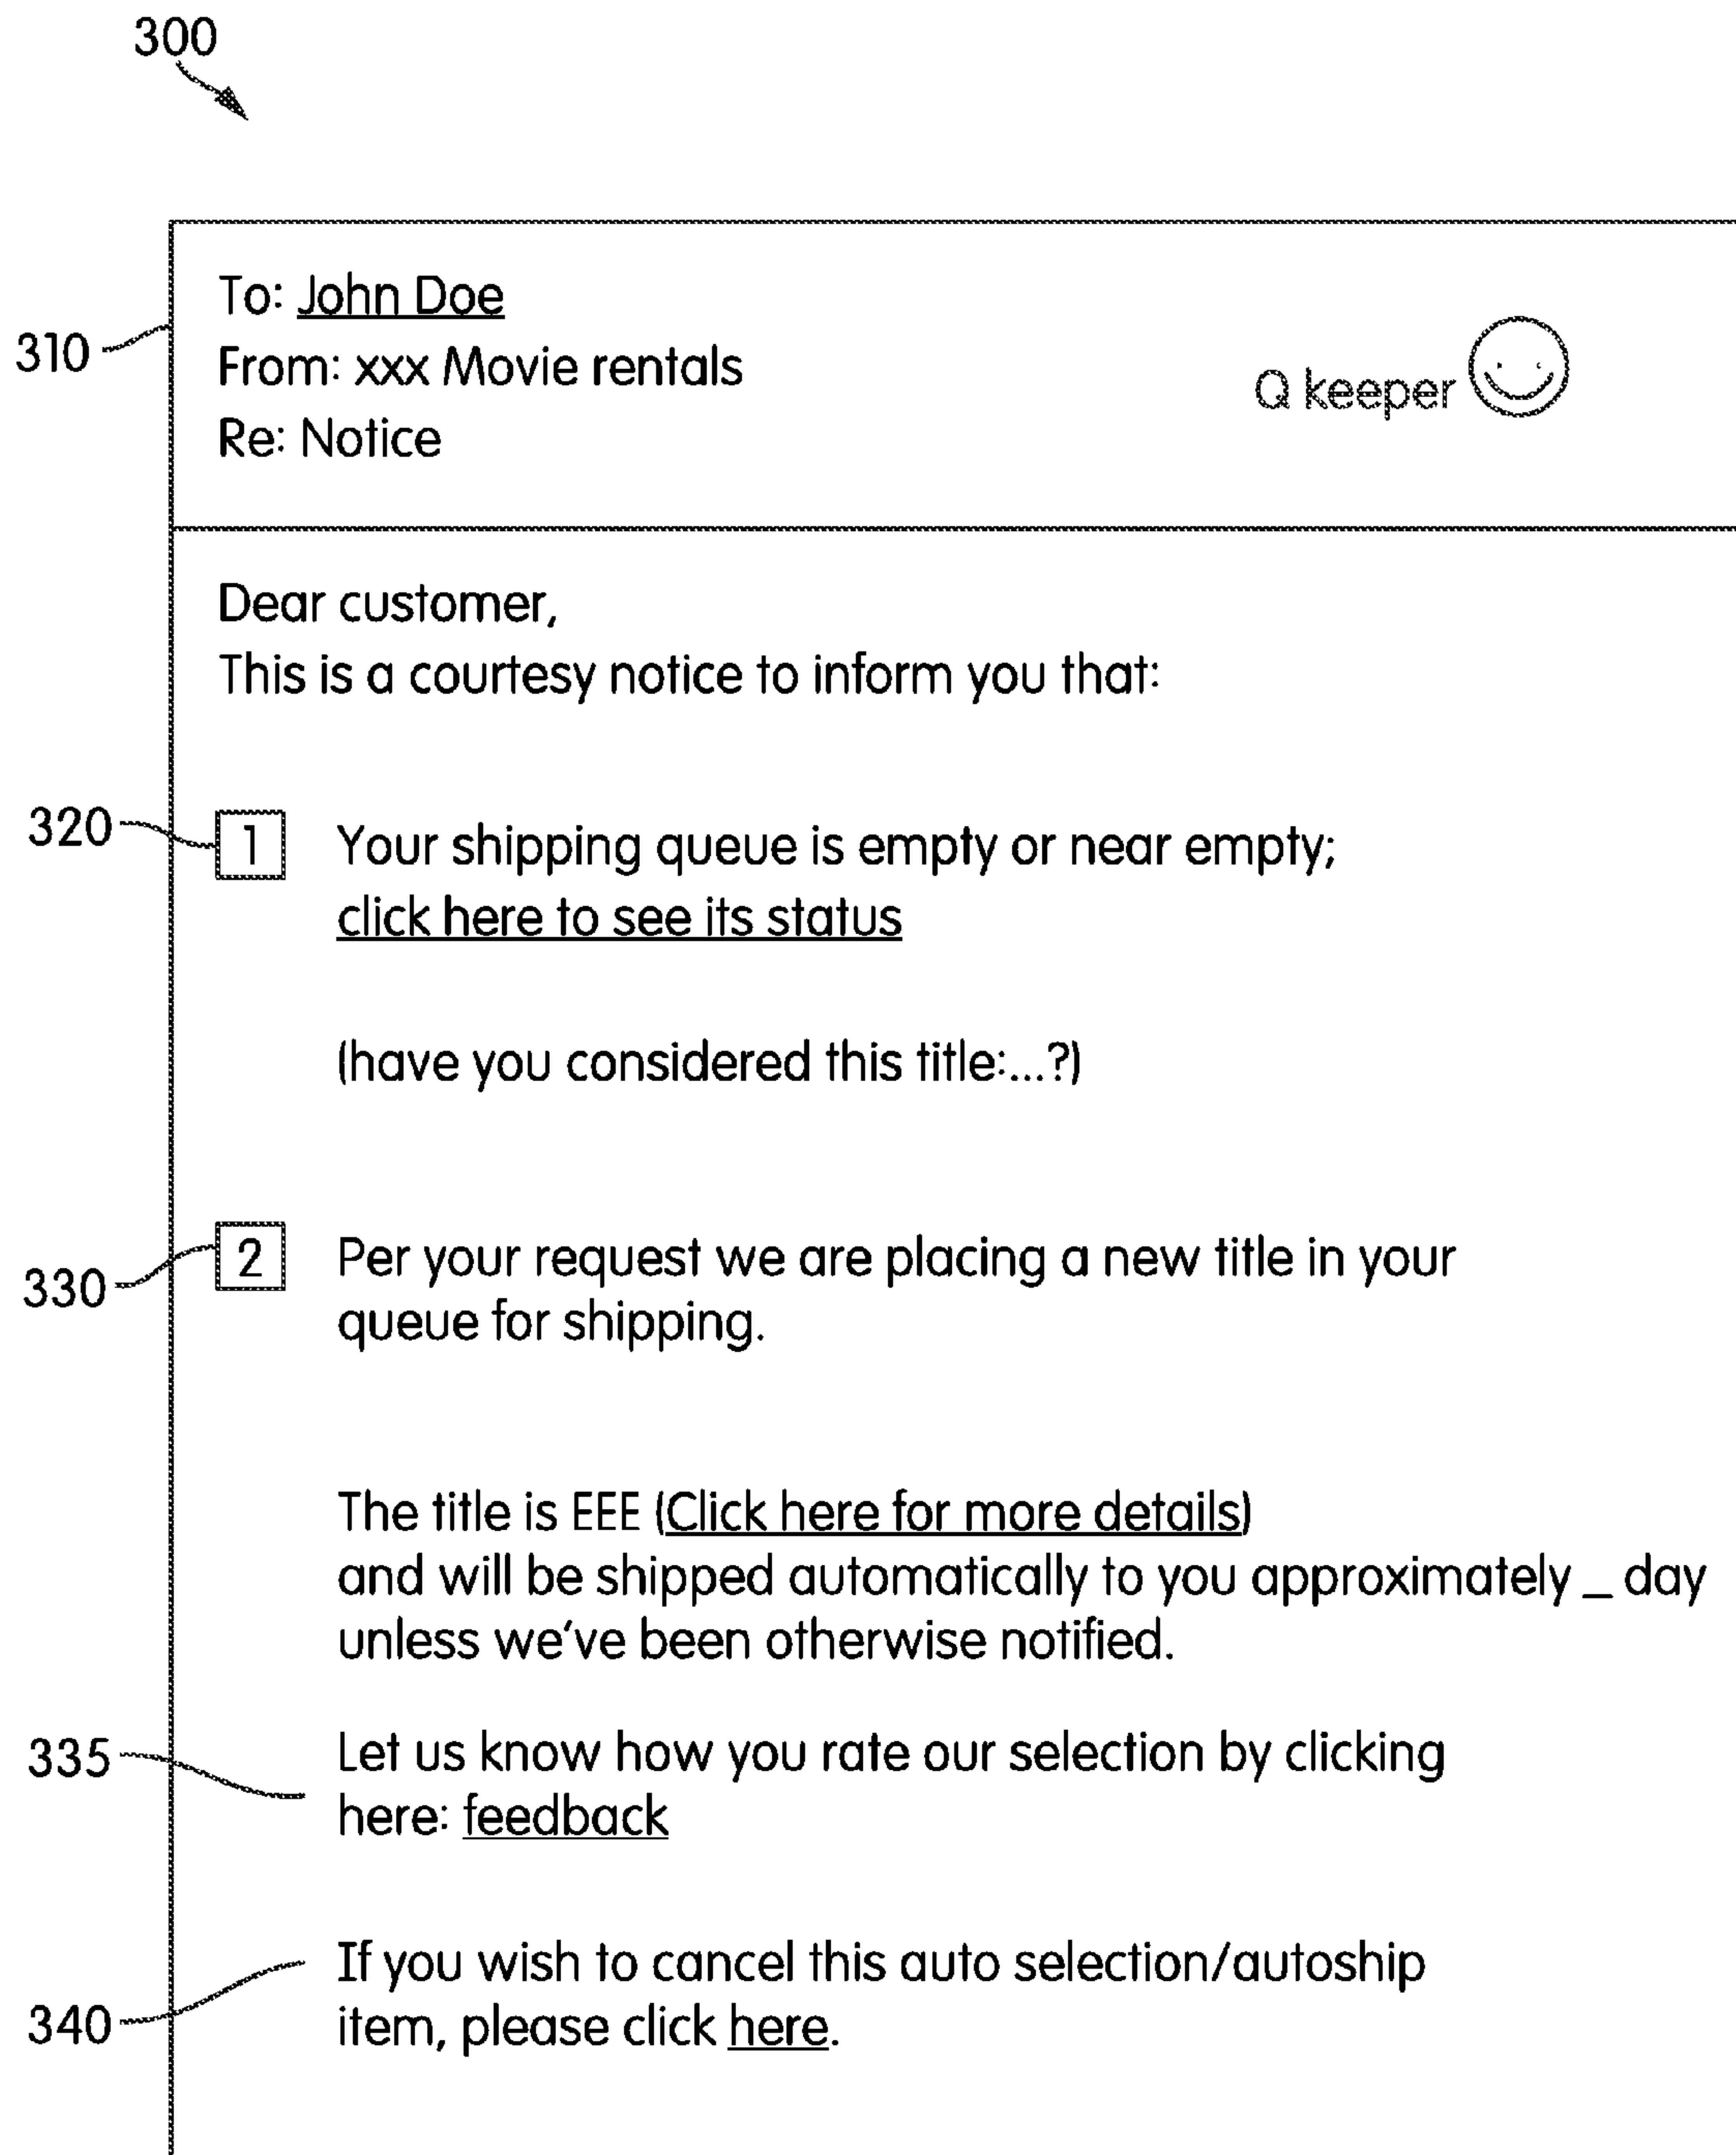 300
310
To: John Doe
From: xxx Movie rentals
Re: Notice
Q keeper
Dear customer,
This is a courtesy notice to inform you that:
320
1
Your shipping queue is empty or near empty;
click here to see its status
(have you considered this title:...?)
330
2
Per your request we are placing a new title in your
queue for shipping.
The title is EEE (Click here for more details)
and will be shipped automatically to you approximately _ day
unless we've been otherwise notified.
335
Let us know how you rate our selection by clicking
here: feedback
340
If you wish to cancel this auto selection/autoship
item, please click here.